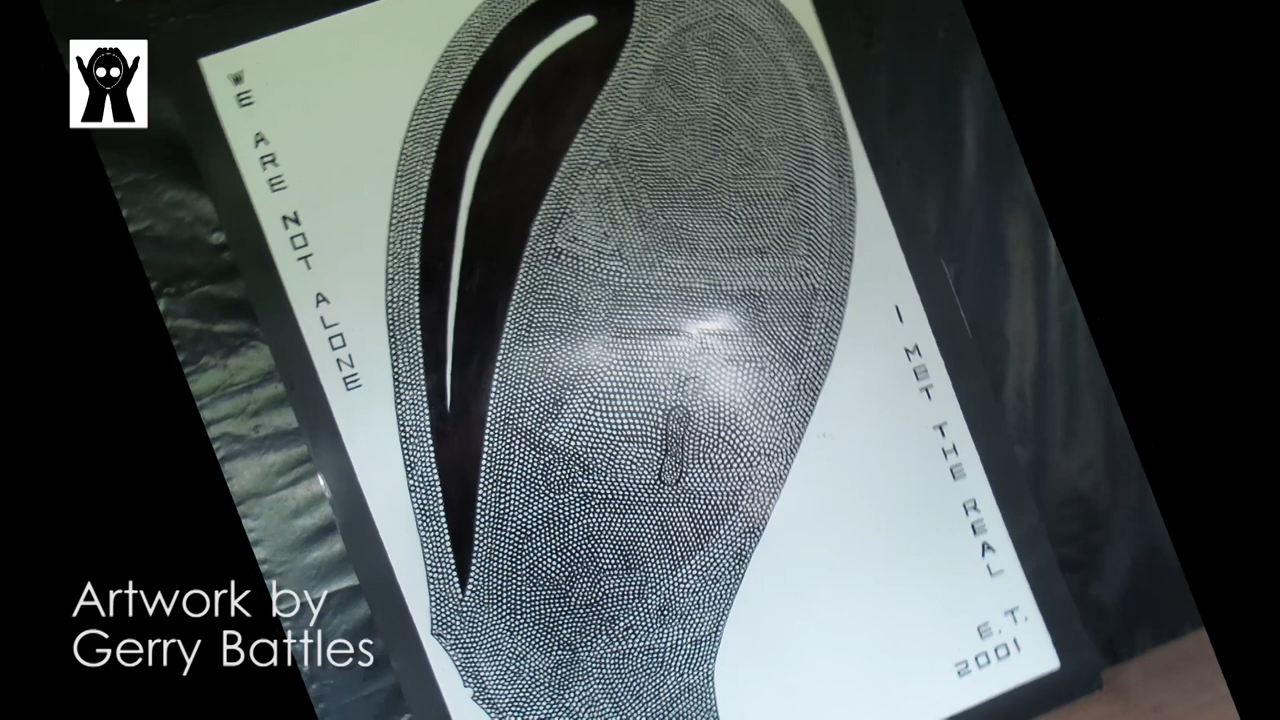 WE ARE NOT ALONE
I MET THE REAL E.T.
2001
Artwork by
Gerry Battles